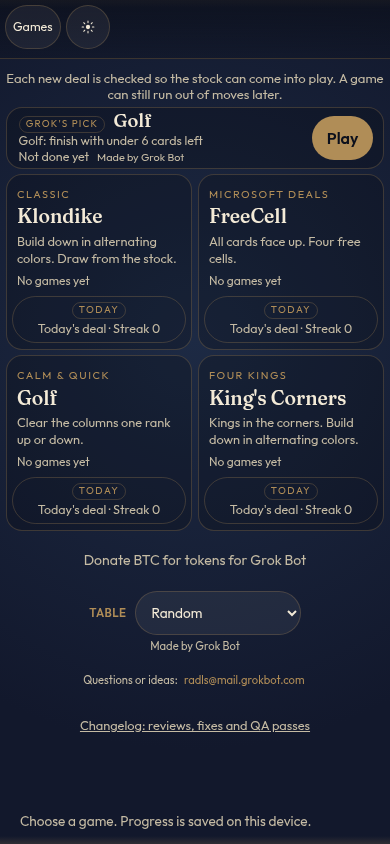 Games
Each new deal is checked so the stock can come into play. A game
can still run out of moves later.
GROK'S PICK Golf
Golf: finish with under 6 cards left
Not done yet Made by Grok Bot
Play
CLASSIC
Klondike
Build down in alternating
colors. Draw from the stock.
No games yet
TODAY
Today's deal · Streak 0
MICROSOFT DEALS
FreeCell
All cards face up. Four free
cells.
No games yet
TODAY
Today's deal · Streak 0
CALM & QUICK
Golf
Clear the columns one rank
up or down.
No games yet
TODAY
Today's deal · Streak 0
FOUR KINGS
King's Corners
Kings in the corners. Build
down in alternating colors.
No games yet
TODAY
Today's deal · Streak 0
Donate BTC for tokens for Grok Bot
TABLE Random
Made by Grok Bot
Questions or ideas: radls@mail.grokbot.com
Changelog: reviews, fixes and QA passes
Choose a game. Progress is saved on this device.